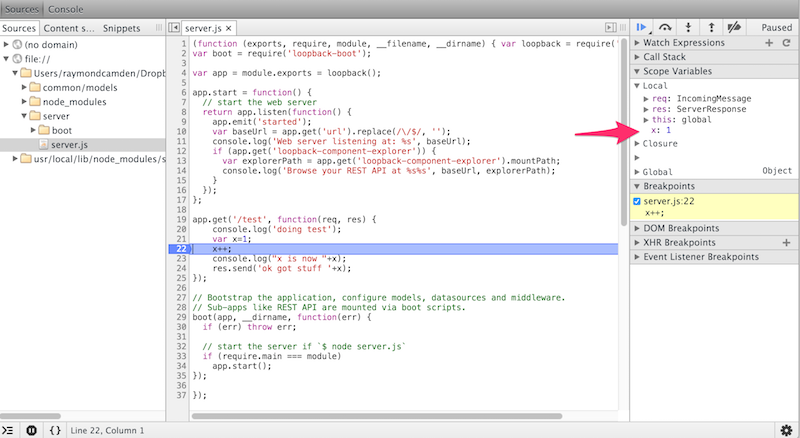 Sources Console
Sources Content s... Snippets
(no domain)
file://
Users/raymondcamden/Dropb
common/models
node_modules
server
boot
server.js
usr/local/lib/node_modules/s
server.js ×
1 (function (exports, require, module, __filename, __dirname) { var loopback = require('
2 var boot = require('loopback-boot');
3
4 var app = module.exports = loopback();
5
6 app.start = function() {
7 // start the web server
8 return app.listen(function() {
9 app.emit('started');
10 var baseUrl = app.get('url').replace(/\/$/, '');
11 console.log('Web server listening at: %s', baseUrl);
12 if (app.get('loopback-component-explorer')) {
13 var explorerPath = app.get('loopback-component-explorer').mountPath;
14 console.log('Browse your REST API at %s%s', baseUrl, explorerPath);
15 }
16 });
17 };
18
19 app.get('/test', function(req, res) {
20 console.log('doing test');
21 var x=1;
22 x++;
23 console.log("x is now "+x);
24 res.send('ok got stuff '+x);
25 });
26
27 // Bootstrap the application, configure models, datasources and middleware.
28 // Sub-apps like REST API are mounted via boot scripts.
29 boot(app, __dirname, function(err) {
30 if (err) throw err;
31
32 // start the server if `$ node server.js`
33 if (require.main === module)
34 app.start();
35 });
36
37 });
Paused
Watch Expressions
Call Stack
Scope Variables
Local
req: IncomingMessage
res: ServerResponse
this: global
x: 1
Closure
Global Object
Breakpoints
server.js:22
x++;
DOM Breakpoints
XHR Breakpoints
Event Listener Breakpoints
{} Line 22, Column 1